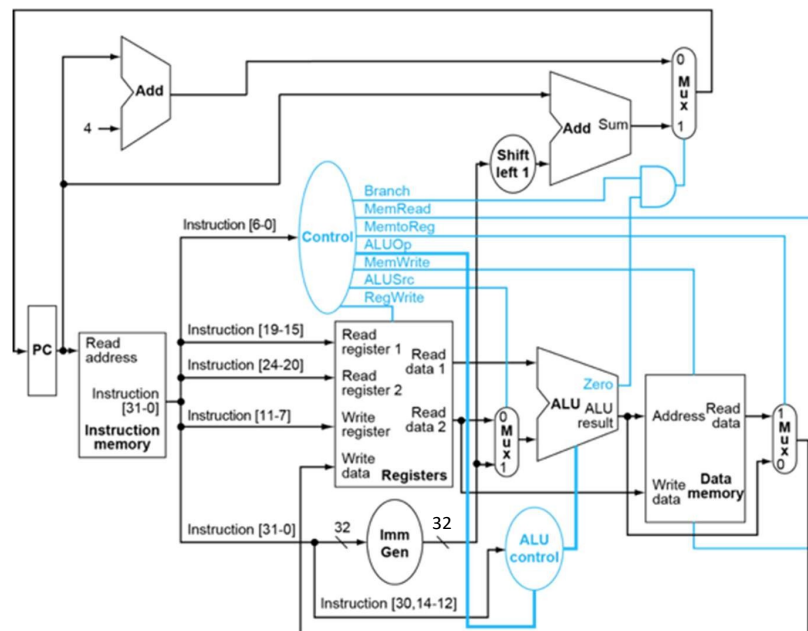 Add
4
Add Sum
0
Mux
1
Shift
left 1
Branch
MemRead
MemtoReg
ALUOp
MemWrite
ALUSrc
RegWrite
Control
Instruction [6-0]
PC
Read
address
Instruction
[31-0]
Instruction
memory
Instruction [19-15]
Instruction [24-20]
Instruction [11-7]
Read
register 1
Read
register 2
Write
register
Write
data
Read
data 1
Read
data 2
Registers
0
Mux
1
Zero
ALU
ALU
result
Address
Read
data
Write
data
Data
memory
1
Mux
0
Instruction [31-0]
32
Imm
Gen
32
ALU
control
Instruction [30,14-12]